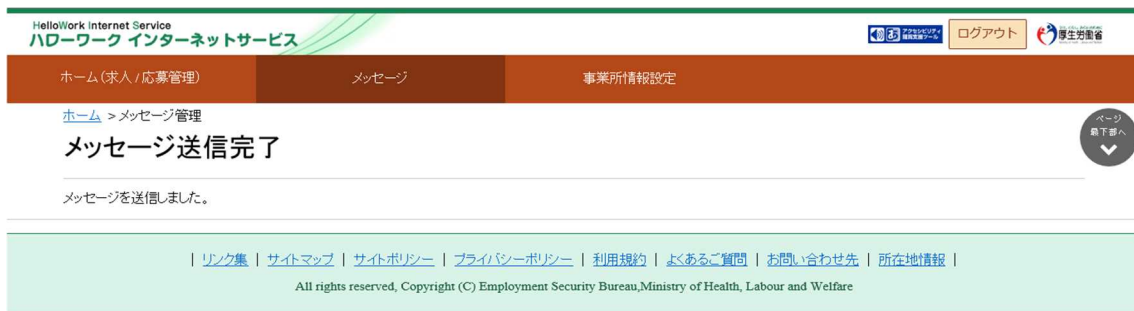 HelloWork Internet Service
ハローワーク インターネットサービス
ログアウト
厚生労働省
ホーム(求人/応募管理)
メッセージ
事業所情報設定
ホーム >メッセージ管理
ページ
最下部へ
メッセージ送信完了
メッセージを送信しました。
| リンク集 | サイトマップ | サイトポリシー | プライバシーポリシー | 利用規約 | よくあるご質問 | お問い合わせ先 | 所在地情報 |
All rights reserved, Copyright (C) Employment Security Bureau,Ministry of Health, Labour and Welfare